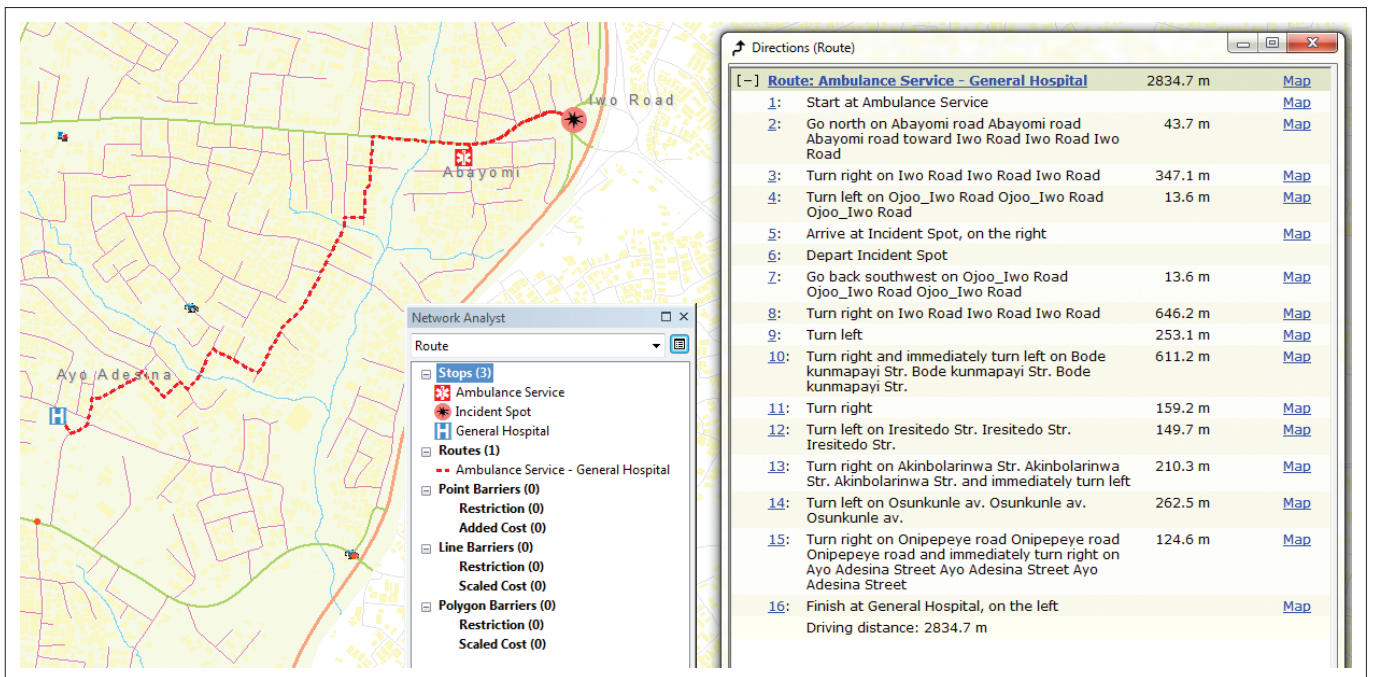 Iwo Road
Abayomi
Ayo Adesina
H
Network Analyst
Route
Stops (3)
Ambulance Service
Incident Spot
H General Hospital
Routes (1)
Ambulance Service - General Hospital
Point Barriers (0)
Restriction (0)
Added Cost (0)
Line Barriers (0)
Restriction (0)
Scaled Cost (0)
Polygon Barriers (0)
Restriction (0)
Scaled Cost (0)
Directions (Route)
[-] Route: Ambulance Service - General Hospital 2834.7 m Map
1: Start at Ambulance Service Map
2: Go north on Abayomi road Abayomi road 43.7 m Map
Abayomi road toward Iwo Road Iwo Road Iwo
Road
3: Turn right on Iwo Road Iwo Road Iwo Road 347.1 m Map
4: Turn left on Ojoo_Iwo Road Ojoo_Iwo Road 13.6 m Map
Ojoo_Iwo Road
5: Arrive at Incident Spot, on the right Map
6: Depart Incident Spot
7: Go back southwest on Ojoo_Iwo Road 13.6 m Map
Ojoo_Iwo Road Ojoo_Iwo Road
8: Turn right on Iwo Road Iwo Road Iwo Road 646.2 m Map
9: Turn left 253.1 m Map
10: Turn right and immediately turn left on Bode 611.2 m Map
kunmapayi Str. Bode kunmapayi Str. Bode
kunmapayi Str.
11: Turn right 159.2 m Map
12: Turn left on Iresitedo Str. Iresitedo Str. 149.7 m Map
Iresitedo Str.
13: Turn right on Akinbolarinwa Str. Akinbolarinwa 210.3 m Map
Str. Akinbolarinwa Str. and immediately turn left
14: Turn left on Osunkunle av. Osunkunle av. 262.5 m Map
Osunkunle av.
15: Turn right on Onipepeye road Onipepeye road 124.6 m Map
Onipepeye road and immediately turn right on
Ayo Adesina Street Ayo Adesina Street Ayo
Adesina Street
16: Finish at General Hospital, on the left Map
Driving distance: 2834.7 m